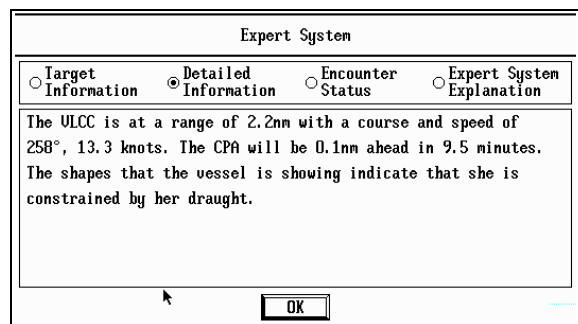 Expert System
Target Information
Detailed Information
Encounter Status
Expert System Explanation
The VLCC is at a range of 2.2nm with a course and speed of
258°, 13.3 knots. The CPA will be 0.1nm ahead in 9.5 minutes.
The shapes that the vessel is showing indicate that she is
constrained by her draught.
OK